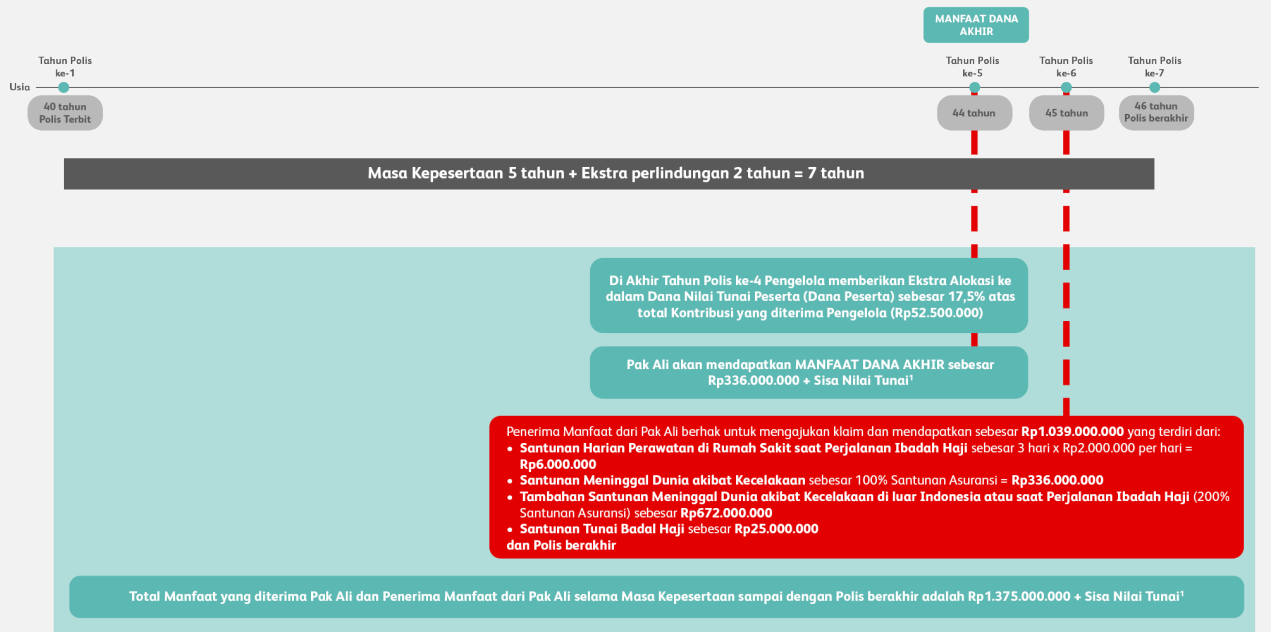 MANFAAT DANA
AKHIR
Tahun Polis
ke-1
Tahun Polis
ke-5
Tahun Polis
ke-6
Tahun Polis
ke-7
Usia
40 tahun
Polis Terbit
44 tahun
45 tahun
46 tahun
Polis berakhir
Masa Kepesertaan 5 tahun + Ekstra perlindungan 2 tahun = 7 tahun
Di Akhir Tahun Polis ke-4 Pengelola memberikan Ekstra Alokasi ke
dalam Dana Nilai Tunai Peserta (Dana Peserta) sebesar 17,5% atas
total Kontribusi yang diterima Pengelola (Rp52.500.000)
Pak Ali akan mendapatkan MANFAAT DANA AKHIR sebesar
Rp336.000.000 + Sisa Nilai Tunai¹
Penerima Manfaat dari Pak Ali berhak untuk mengajukan klaim dan mendapatkan sebesar Rp1.039.000.000 yang terdiri dari:
• Santunan Harian Perawatan di Rumah Sakit saat Perjalanan Ibadah Haji sebesar 3 hari x Rp2.000.000 per hari =
Rp6.000.000
• Santunan Meninggal Dunia akibat Kecelakaan sebesar 100% Santunan Asuransi = Rp336.000.000
• Tambahan Santunan Meninggal Dunia akibat Kecelakaan di luar Indonesia atau saat Perjalanan Ibadah Haji (200%
Santunan Asuransi) sebesar Rp672.000.000
• Santunan Tunai Badal Haji sebesar Rp25.000.000
dan Polis berakhir
Total Manfaat yang diterima Pak Ali dan Penerima Manfaat dari Pak Ali selama Masa Kepesertaan sampai dengan Polis berakhir adalah Rp1.375.000.000 + Sisa Nilai Tunai¹